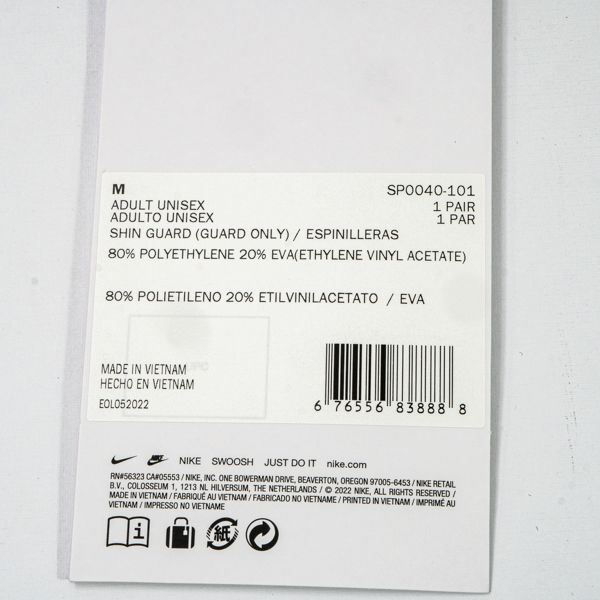 M SP0040-101
ADULT UNISEX 1 PAIR
ADULTO UNISEX 1 PAR
SHIN GUARD (GUARD ONLY) / ESPINILLERAS
80% POLYETHYLENE 20% EVA(ETHYLENE VINYL ACETATE)
80% POLIETILENO 20% ETILVINILACETATO / EVA
MADE IN VIETNAM
HECHO EN VIETNAM
EOL052022
6 76556 83888 8
NIKE SWOOSH JUST DO IT nike.com
RN#56323 CA#05553 / NIKE, INC. ONE BOWERMAN DRIVE, BEAVERTON, OREGON 97005-6453 / NIKE RETAIL
B.V., COLOSSEUM 1, 1213 NL HILVERSUM, THE NETHERLANDS / © 2022 NIKE, ALL RIGHTS RESERVED /
MADE IN VIETNAM / FABRIQUÉ AU VIETNAM / FABRICADO NO VIETNAME / PRINTED IN VIETNAM / IMPRIMÉ AU
VIETNAM / IMPRESSO NO VIETNAME
i 紙